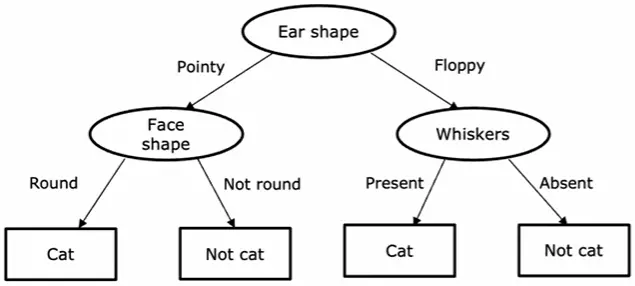 Ear shape
Pointy
Floppy
Face
shape
Whiskers
Round
Not round
Present
Absent
Cat
Not cat
Cat
Not cat